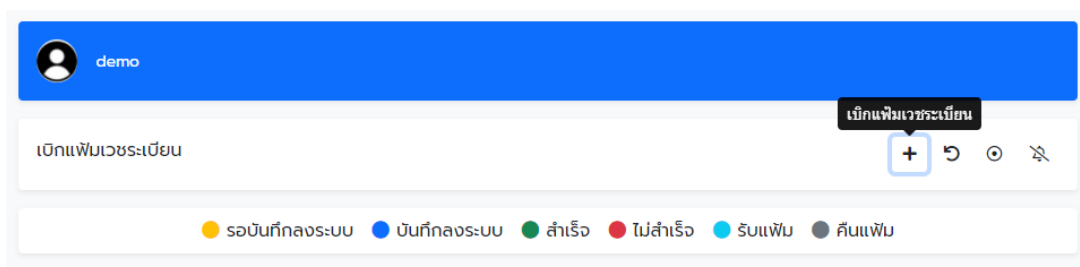 demo
เบิกแฟ้มเวชระเบียน
เบิกแฟ้มเวชระเบียน
รอบันทึกลงระบบ บันทึกลงระบบ สำเร็จ ไม่สำเร็จ รับแฟ้ม คืนแฟ้ม